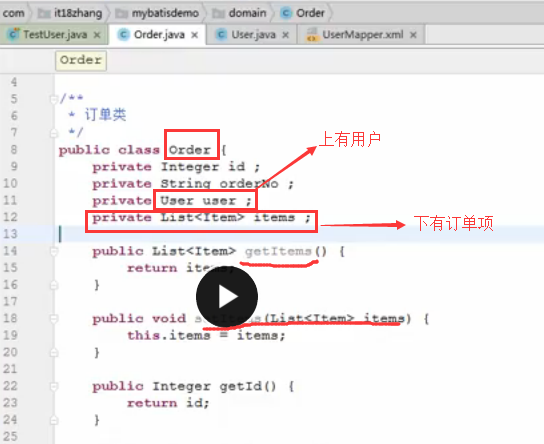 com it18zhang mybatisdemo domain Order
TestUser.java × Order.java × User.java × UserMapper.xml ×
Order
4
5 /**
6 * 订单类
7 */
8 public class Order {
上有用户
9 private Integer id ;
10 private String orderNo ;
11 private User user ;
12 private List<Item> items ;
下有订单项
13
14 public List<Item> getItems() {
15 return items;
16 }
17
18 public void (List<Item> items) {
19 this.items = items;
20 }
21
22 public Integer getId() {
23 return id;
24 }
25